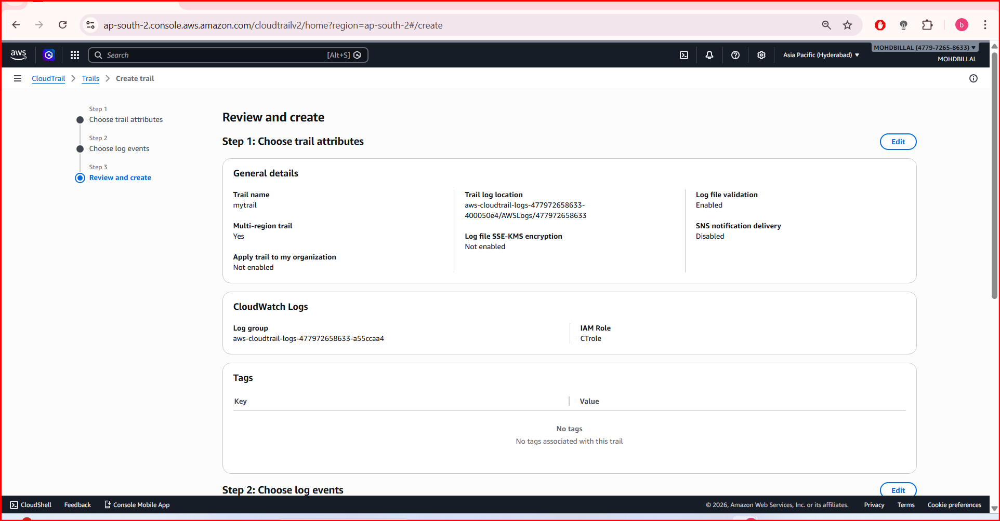 ap-south-2.console.aws.amazon.com/cloudtrailv2/home?region=ap-south-2#/create
b
aws
Search
[Alt+S]
Asia Pacific (Hyderabad)
MOHDBILLAL (4779-7265-8633)
MOHDBILLAL
CloudTrail
Trails
Create trail
Step 1
Choose trail attributes
Step 2
Choose log events
Step 3
Review and create
Review and create
Step 1: Choose trail attributes
Edit
General details
Trail name
mytrail
Multi-region trail
Yes
Apply trail to my organization
Not enabled
Trail log location
aws-cloudtrail-logs-477972658633-
400050e4/AWSLogs/477972658633
Log file SSE-KMS encryption
Not enabled
Log file validation
Enabled
SNS notification delivery
Disabled
CloudWatch Logs
Log group
aws-cloudtrail-logs-477972658633-a55ccaa4
IAM Role
CTrole
Tags
Key
Value
No tags
No tags associated with this trail
Step 2: Choose log events
Edit
CloudShell
Feedback
Console Mobile App
© 2026, Amazon Web Services, Inc. or its affiliates.
Privacy
Terms
Cookie preferences